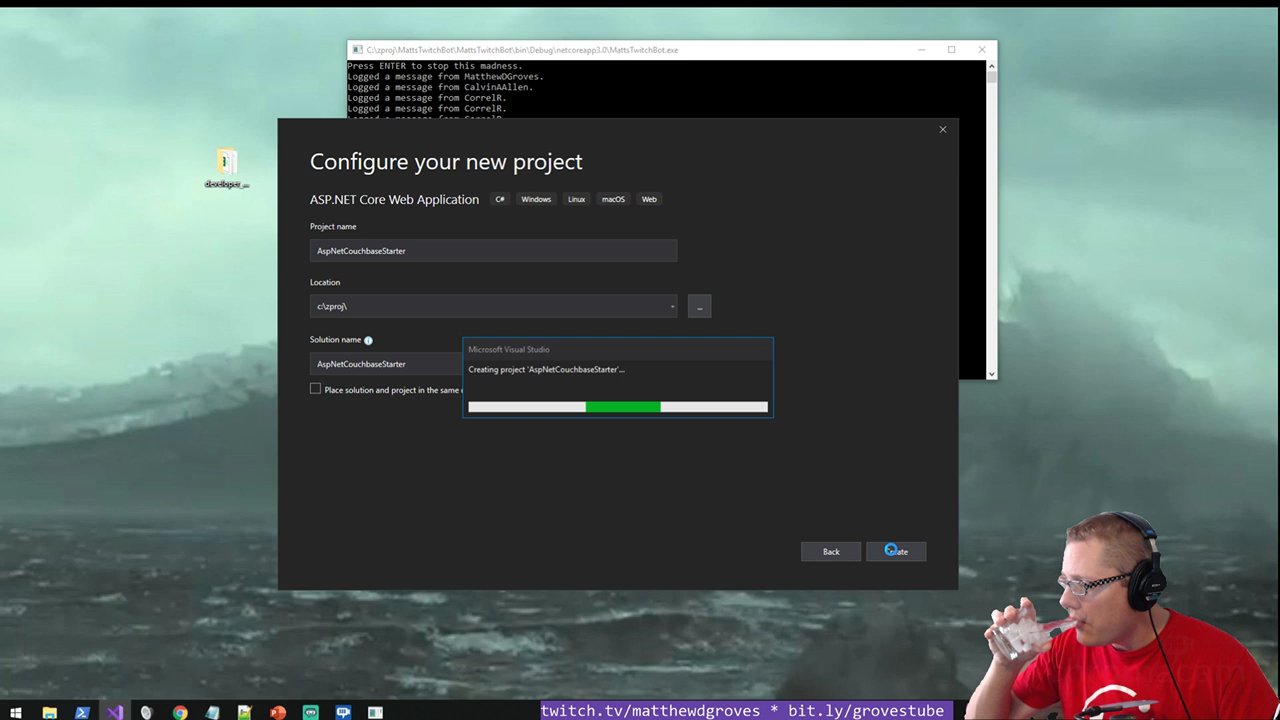 C:\zproj\MattsTwitchBot\MattsTwitchBot\bin\Debug\netcoreapp3.0\MattsTwitchBot.exe
Press ENTER to stop this madness.
Logged a message from MatthewDGroves.
Logged a message from CalvinAAllen.
Logged a message from CorrelR.
Logged a message from CorrelR.
developer_...
Configure your new project
ASP.NET Core Web Application C# Windows Linux macOS Web
Project name
AspNetCouchbaseStarter
Location
c:\zproj\
...
Solution name
AspNetCouchbaseStarter
Place solution and project in the same
Microsoft Visual Studio
Creating project 'AspNetCouchbaseStarter'...
Back
twitch.tv/matthewdgroves * bit.ly/grovestube